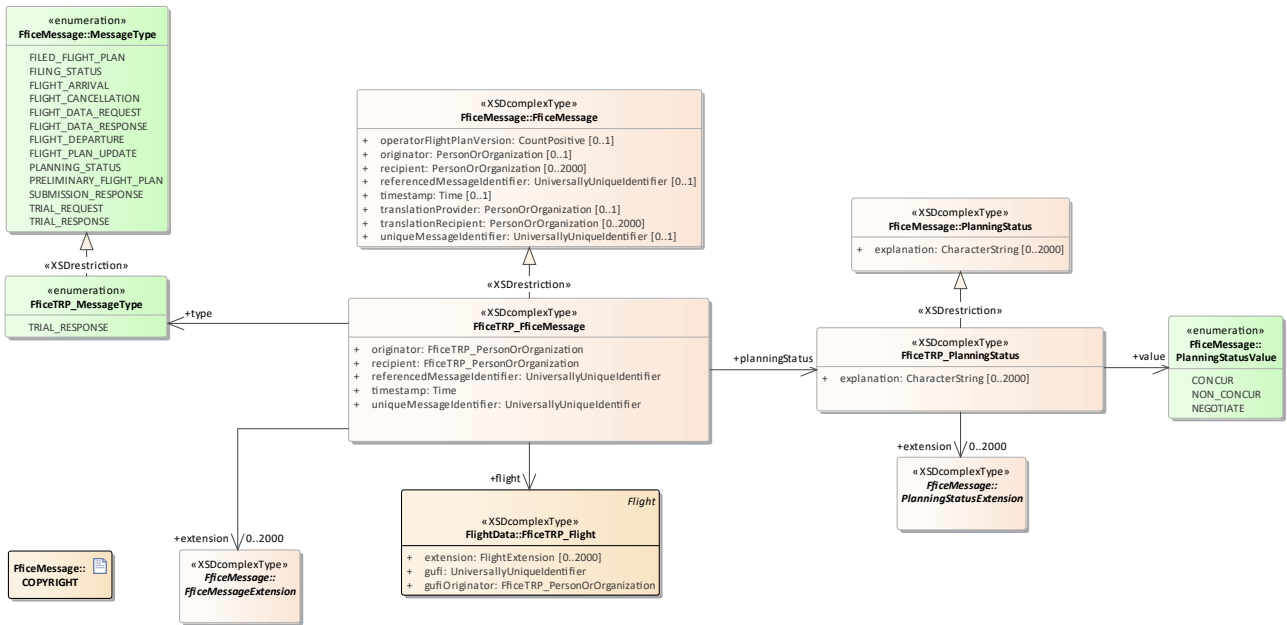 «enumeration»
FficeMessage::MessageType
FILED_FLIGHT_PLAN
FILING_STATUS
FLIGHT_ARRIVAL
FLIGHT_CANCELLATION
FLIGHT_DATA_REQUEST
FLIGHT_DATA_RESPONSE
FLIGHT_DEPARTURE
FLIGHT_PLAN_UPDATE
PLANNING_STATUS
PRELIMINARY_FLIGHT_PLAN
SUBMISSION_RESPONSE
TRIAL_REQUEST
TRIAL_RESPONSE
«XSDrestriction»
«enumeration»
FficeTRP_MessageType
TRIAL_RESPONSE
+type
«XSDcomplexType»
FficeMessage::FficeMessage
+ operatorFlightPlanVersion: CountPositive [0..1]
+ originator: PersonOrOrganization [0..1]
+ recipient: PersonOrOrganization [0..2000]
+ referencedMessageIdentifier: UniversallyUniqueIdentifier [0..1]
+ timestamp: Time [0..1]
+ translationProvider: PersonOrOrganization [0..1]
+ translationRecipient: PersonOrOrganization [0..2000]
+ uniqueMessageIdentifier: UniversallyUniqueIdentifier [0..1]
«XSDrestriction»
«XSDcomplexType»
FficeTRP_FficeMessage
+ originator: FficeTRP_PersonOrOrganization
+ recipient: FficeTRP_PersonOrOrganization
+ referencedMessageIdentifier: UniversallyUniqueIdentifier
+ timestamp: Time
+ uniqueMessageIdentifier: UniversallyUniqueIdentifier
+planningStatus
«XSDcomplexType»
FficeMessage::PlanningStatus
+ explanation: CharacterString [0..2000]
«XSDrestriction»
«XSDcomplexType»
FficeTRP_PlanningStatus
+ explanation: CharacterString [0..2000]
+value
«enumeration»
FficeMessage::
PlanningStatusValue
CONCUR
NON_CONCUR
NEGOTIATE
+extension 0..2000
«XSDcomplexType»
FficeMessage::
PlanningStatusExtension
+flight
Flight
«XSDcomplexType»
FlightData::FficeTRP_Flight
+ extension: FlightExtension [0..2000]
+ gufi: UniversallyUniqueIdentifier
+ gufiOriginator: FficeTRP_PersonOrOrganization
+extension 0..2000
«XSDcomplexType»
FficeMessage::
FficeMessageExtension
FficeMessage::
COPYRIGHT